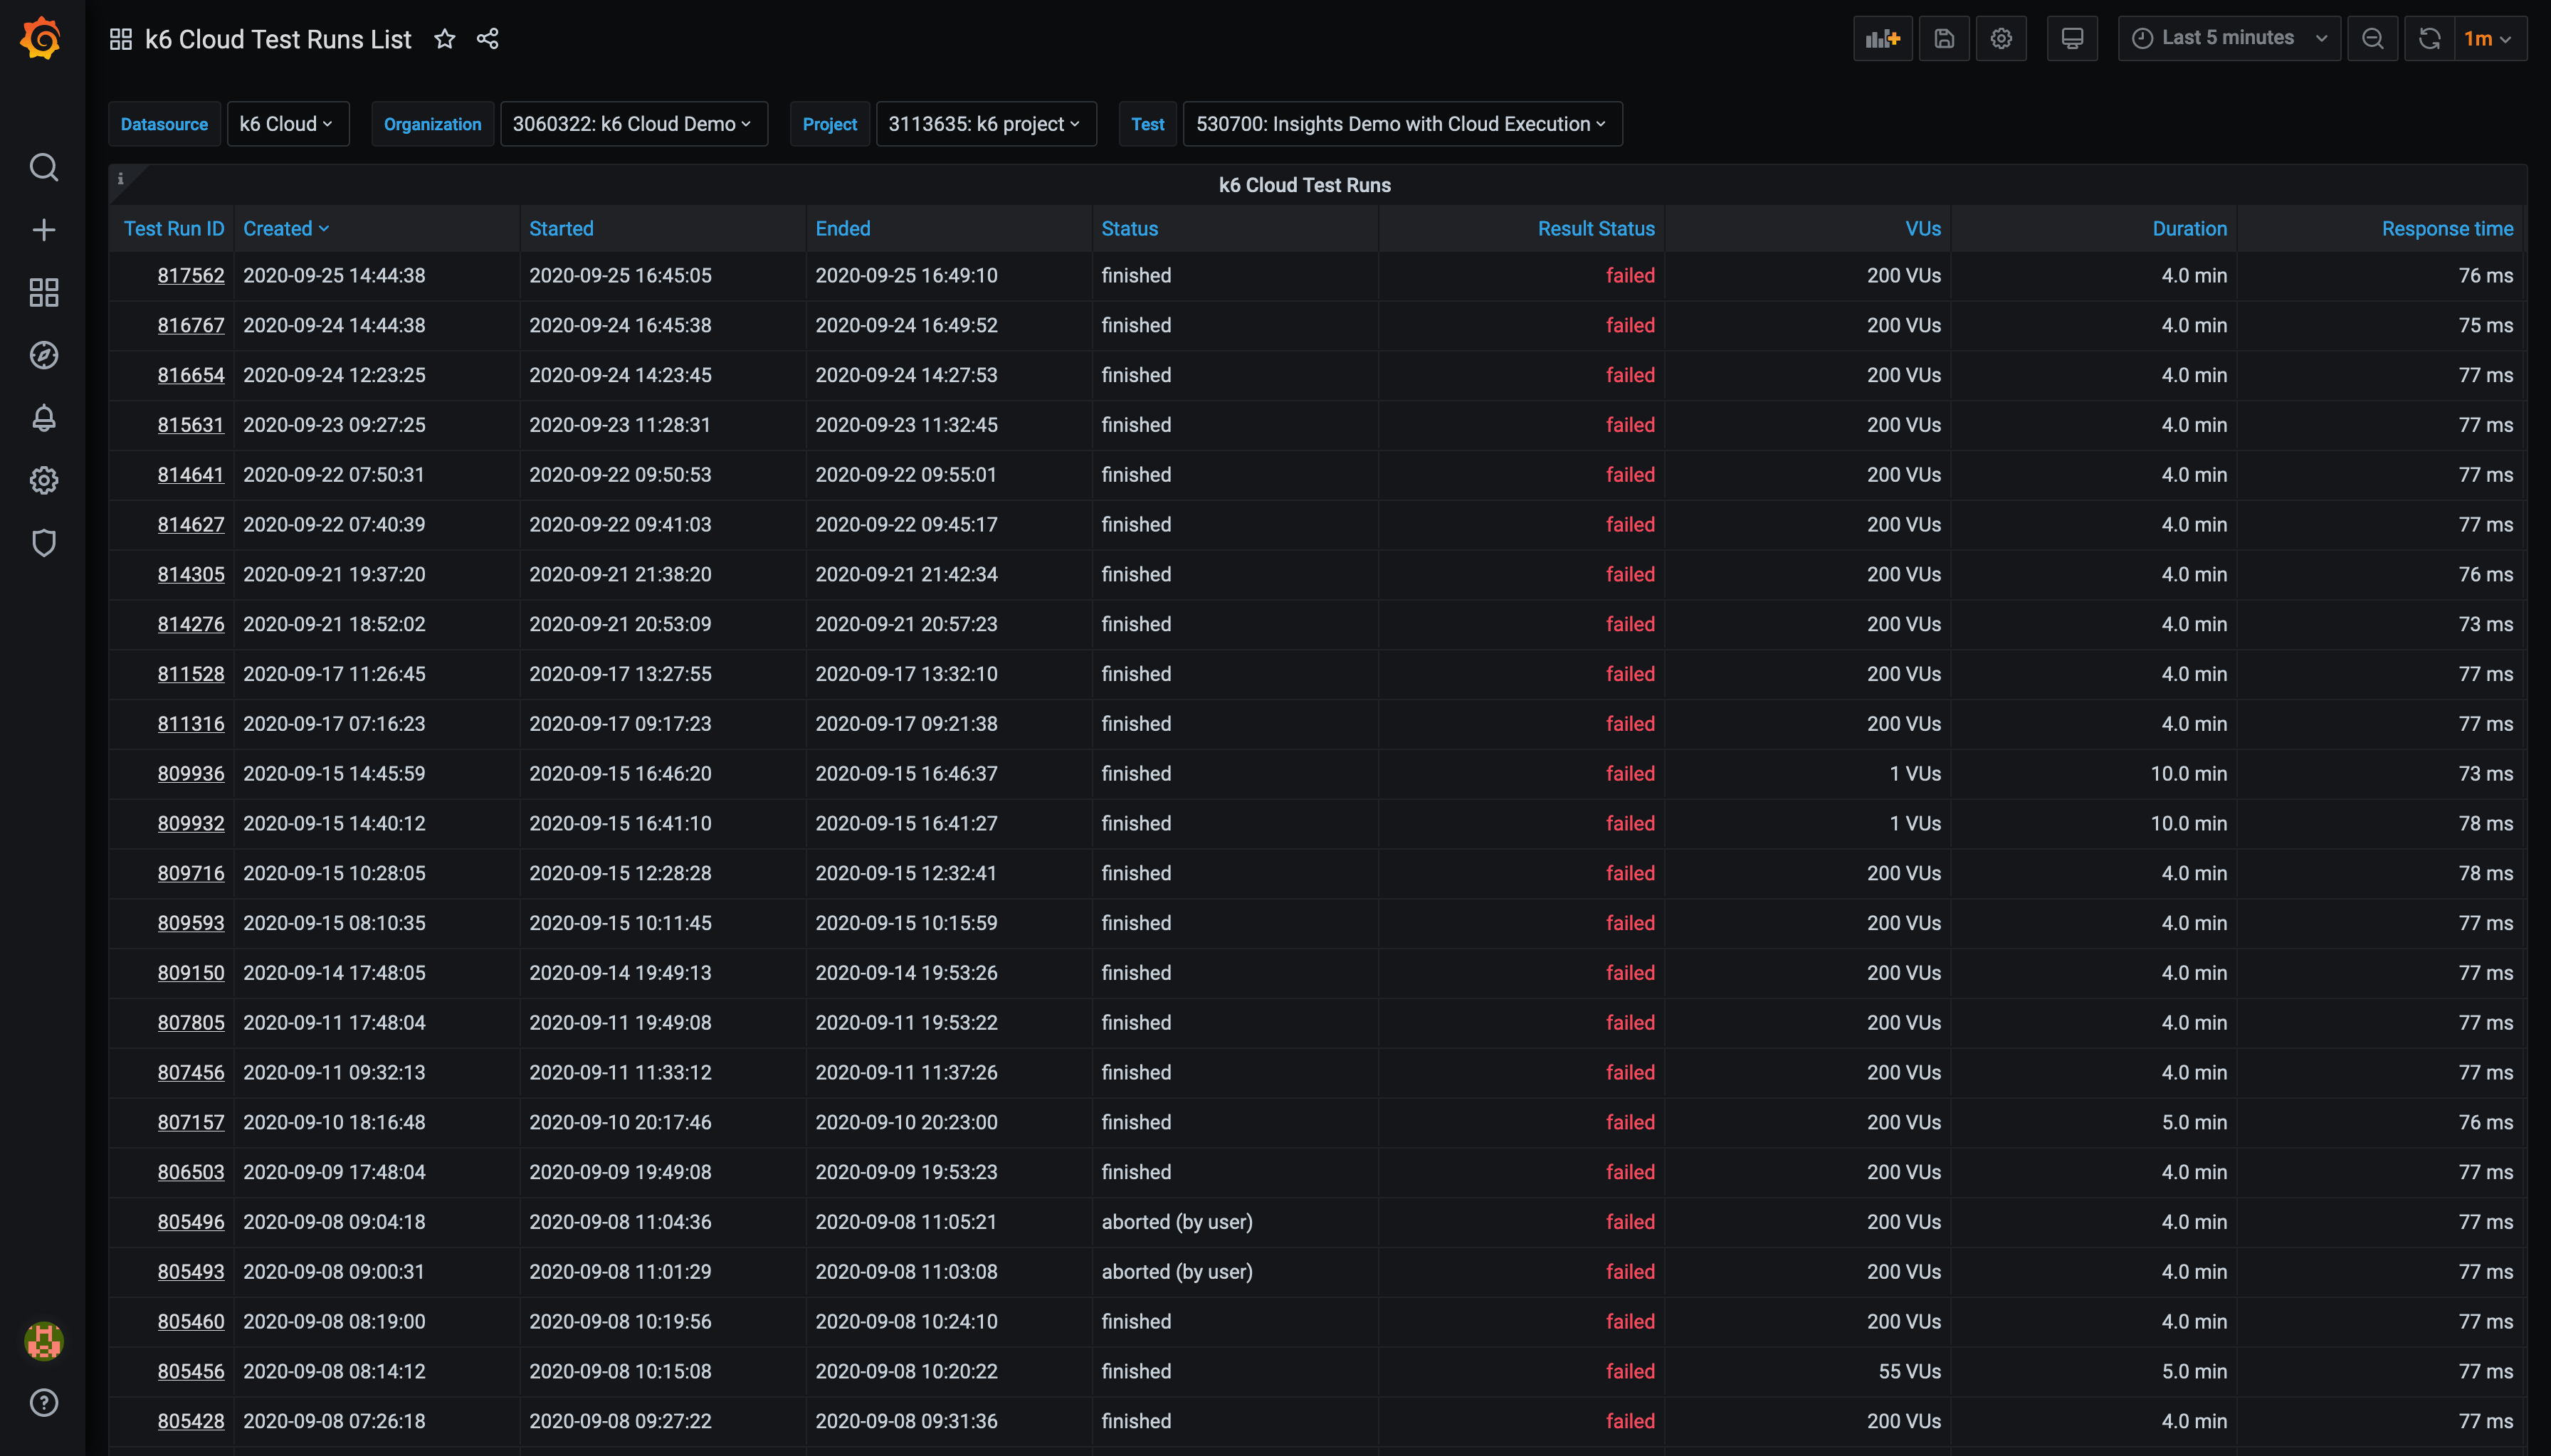 k6 Cloud Test Runs List
Last 5 minutes
1m
Datasource k6 Cloud Organization 3060322: k6 Cloud Demo Project 3113635: k6 project Test 530700: Insights Demo with Cloud Execution
i
k6 Cloud Test Runs
Test Run ID Created Started Ended Status Result Status VUs Duration Response time
817562 2020-09-25 14:44:38 2020-09-25 16:45:05 2020-09-25 16:49:10 finished failed 200 VUs 4.0 min 76 ms
816767 2020-09-24 14:44:38 2020-09-24 16:45:38 2020-09-24 16:49:52 finished failed 200 VUs 4.0 min 75 ms
816654 2020-09-24 12:23:25 2020-09-24 14:23:45 2020-09-24 14:27:53 finished failed 200 VUs 4.0 min 77 ms
815631 2020-09-23 09:27:25 2020-09-23 11:28:31 2020-09-23 11:32:45 finished failed 200 VUs 4.0 min 77 ms
814641 2020-09-22 07:50:31 2020-09-22 09:50:53 2020-09-22 09:55:01 finished failed 200 VUs 4.0 min 77 ms
814627 2020-09-22 07:40:39 2020-09-22 09:41:03 2020-09-22 09:45:17 finished failed 200 VUs 4.0 min 77 ms
814305 2020-09-21 19:37:20 2020-09-21 21:38:20 2020-09-21 21:42:34 finished failed 200 VUs 4.0 min 76 ms
814276 2020-09-21 18:52:02 2020-09-21 20:53:09 2020-09-21 20:57:23 finished failed 200 VUs 4.0 min 73 ms
811528 2020-09-17 11:26:45 2020-09-17 13:27:55 2020-09-17 13:32:10 finished failed 200 VUs 4.0 min 77 ms
811316 2020-09-17 07:16:23 2020-09-17 09:17:23 2020-09-17 09:21:38 finished failed 200 VUs 4.0 min 77 ms
809936 2020-09-15 14:45:59 2020-09-15 16:46:20 2020-09-15 16:46:37 finished failed 1 VUs 10.0 min 73 ms
809932 2020-09-15 14:40:12 2020-09-15 16:41:10 2020-09-15 16:41:27 finished failed 1 VUs 10.0 min 78 ms
809716 2020-09-15 10:28:05 2020-09-15 12:28:28 2020-09-15 12:32:41 finished failed 200 VUs 4.0 min 78 ms
809593 2020-09-15 08:10:35 2020-09-15 10:11:45 2020-09-15 10:15:59 finished failed 200 VUs 4.0 min 77 ms
809150 2020-09-14 17:48:05 2020-09-14 19:49:13 2020-09-14 19:53:26 finished failed 200 VUs 4.0 min 77 ms
807805 2020-09-11 17:48:04 2020-09-11 19:49:08 2020-09-11 19:53:22 finished failed 200 VUs 4.0 min 77 ms
807456 2020-09-11 09:32:13 2020-09-11 11:33:12 2020-09-11 11:37:26 finished failed 200 VUs 4.0 min 77 ms
807157 2020-09-10 18:16:48 2020-09-10 20:17:46 2020-09-10 20:23:00 finished failed 200 VUs 5.0 min 76 ms
806503 2020-09-09 17:48:04 2020-09-09 19:49:08 2020-09-09 19:53:23 finished failed 200 VUs 4.0 min 77 ms
805496 2020-09-08 09:04:18 2020-09-08 11:04:36 2020-09-08 11:05:21 aborted (by user) failed 200 VUs 4.0 min 77 ms
805493 2020-09-08 09:00:31 2020-09-08 11:01:29 2020-09-08 11:03:08 aborted (by user) failed 200 VUs 4.0 min 77 ms
805460 2020-09-08 08:19:00 2020-09-08 10:19:56 2020-09-08 10:24:10 finished failed 200 VUs 4.0 min 77 ms
805456 2020-09-08 08:14:12 2020-09-08 10:15:08 2020-09-08 10:20:22 finished failed 55 VUs 5.0 min 77 ms
805428 2020-09-08 07:26:18 2020-09-08 09:27:22 2020-09-08 09:31:36 finished failed 200 VUs 4.0 min 77 ms